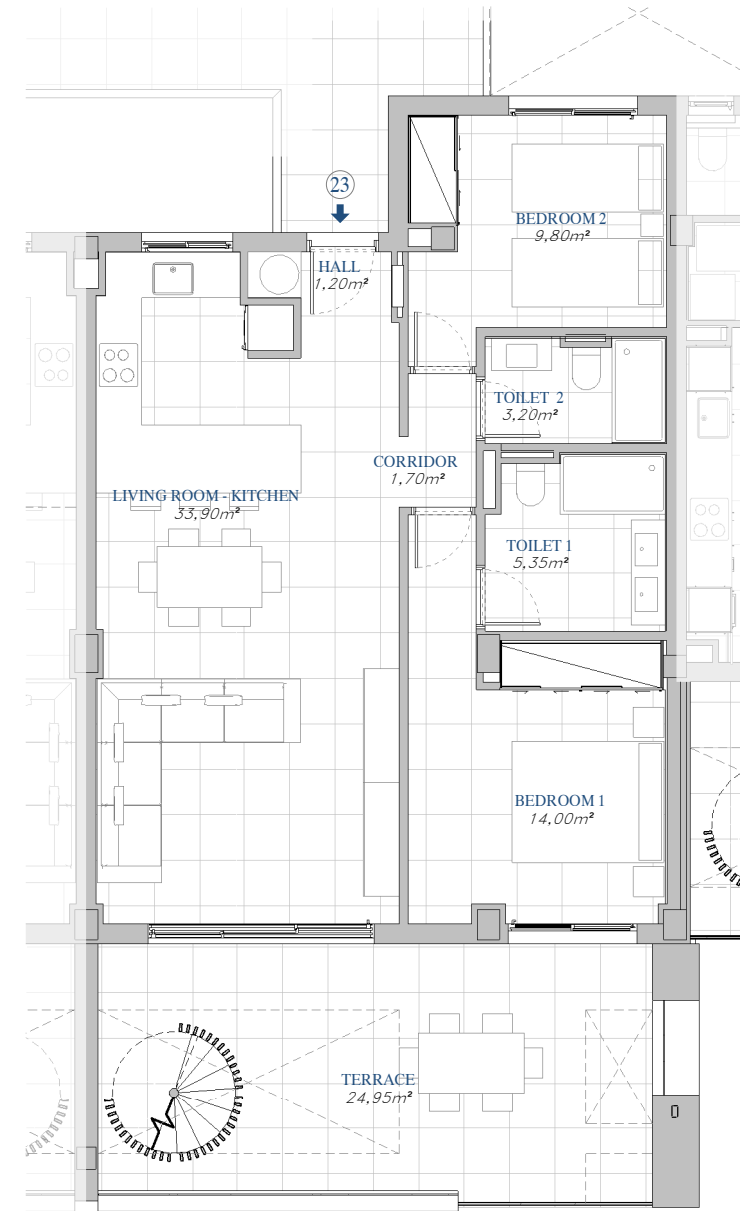 23
HALL
1,20m²
BEDROOM 2
9,80m²
TOILET 2
3,20m²
CORRIDOR
1,70m²
LIVING ROOM - KITCHEN
33,90m²
TOILET 1
5,35m²
BEDROOM 1
14,00m²
TERRACE
24,95m²